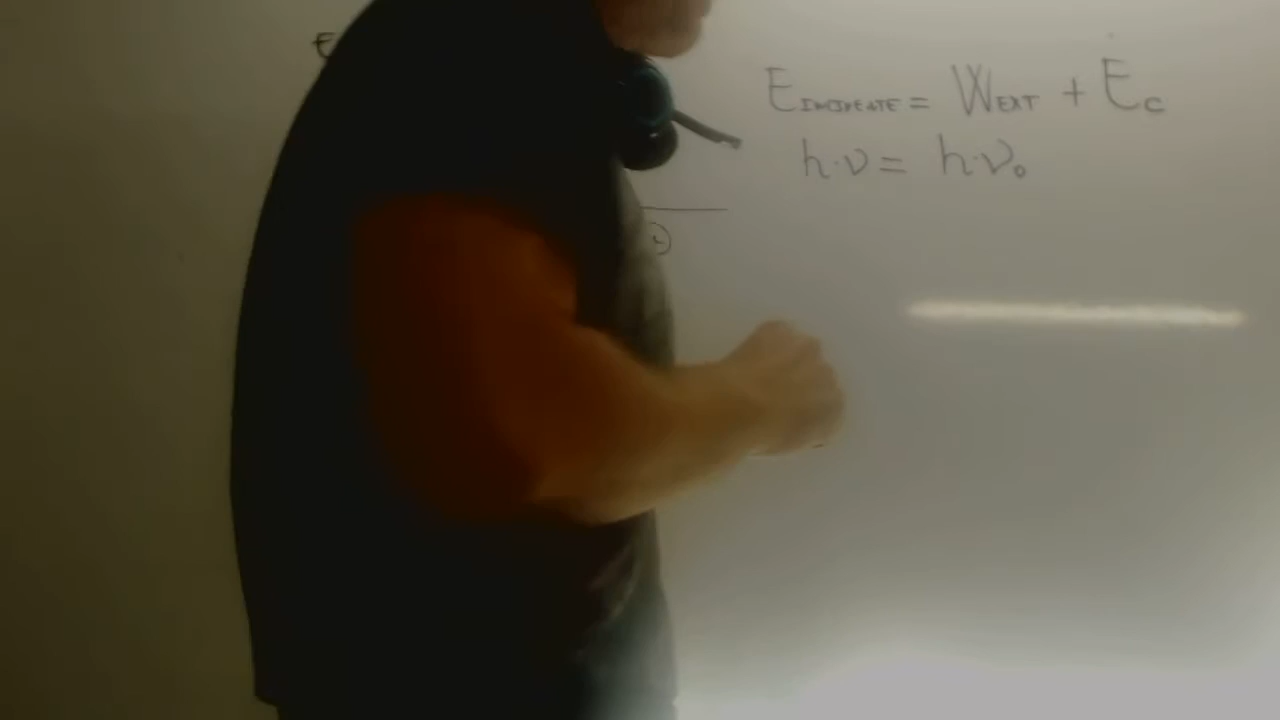 E
E INCIDENTE = W EXT + E c
h·ν = h·ν₀
(-)